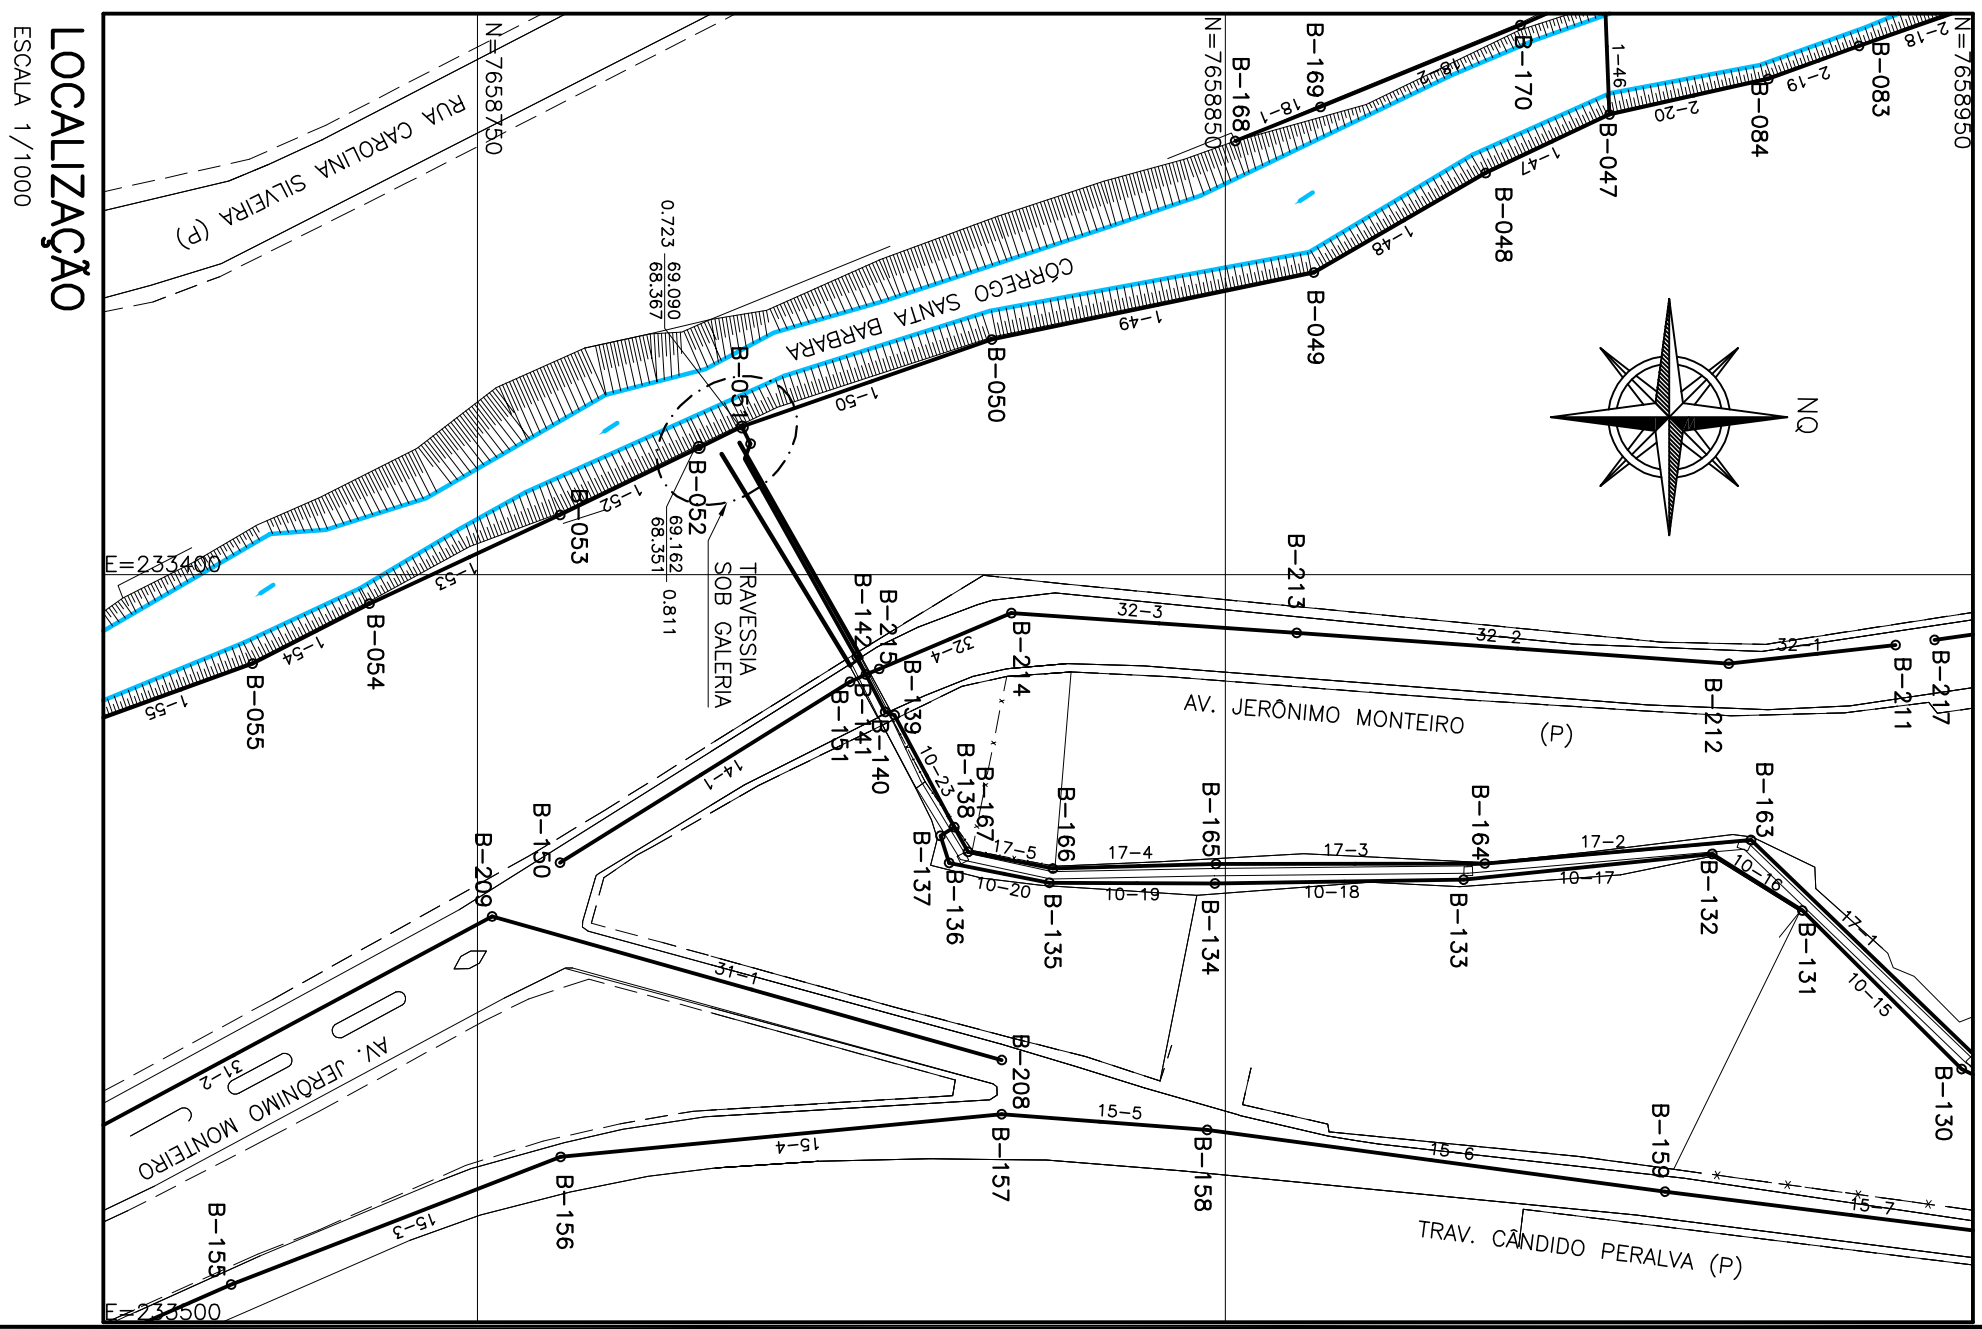 LOCALIZAÇÃO
ESCALA 1/1000
N=7658750
N=7658850
N=7658950
E=233400
E=233500
NQ
RUA CAROLINA SILVEIRA (P)
CÓRREGO SANTA BARBARA
AV. JERÔNIMO MONTEIRO (P)
AV. JERÔNIMO MONTEIRO
TRAV. CÂNDIDO PERALVA (P)
TRAVESSIA
SOB GALERIA
0.723
69.090
68.367
69.162
68.351
0.811
B-170
B-169
B-168
B-083
B-084
B-047
B-048
B-049
B-050
B-051
B-052
B-053
B-054
B-055
B-213
B-214
B-215
B-142
B-139
B-141
B-151
B-140
B-212
B-211
B-217
B-138
B-167
B-166
B-165
B-164
B-163
B-137
B-136
B-135
B-134
B-133
B-132
B-131
B-130
B-150
B-209
B-208
B-157
B-158
B-159
B-156
B-155
18-2
18-1
1-46
2-18
2-19
2-20
1-47
1-48
1-49
1-50
1-52
1-53
1-54
1-55
32-1
32-2
32-3
32-4
10-23
14-1
17-5
17-4
17-3
17-2
17-1
10-20
10-19
10-18
10-17
10-16
10-15
31-1
31-2
15-3
15-4
15-5
15-6
15-7